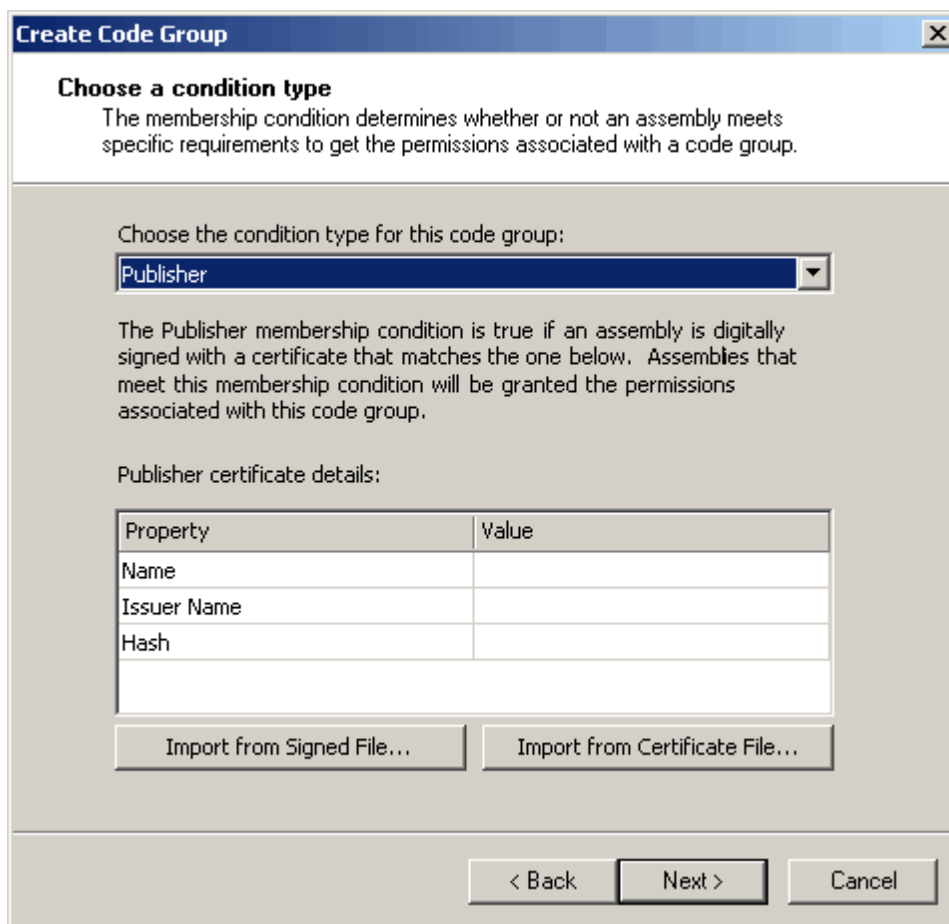 Create Code Group
Choose a condition type
The membership condition determines whether or not an assembly meets
specific requirements to get the permissions associated with a code group.
Choose the condition type for this code group:
Publisher
The Publisher membership condition is true if an assembly is digitally
signed with a certificate that matches the one below.  Assemblies that
meet this membership condition will be granted the permissions
associated with this code group.
Publisher certificate details:
Property Value
Name
Issuer Name
Hash
Import from Signed File... Import from Certificate File...
< Back Next > Cancel